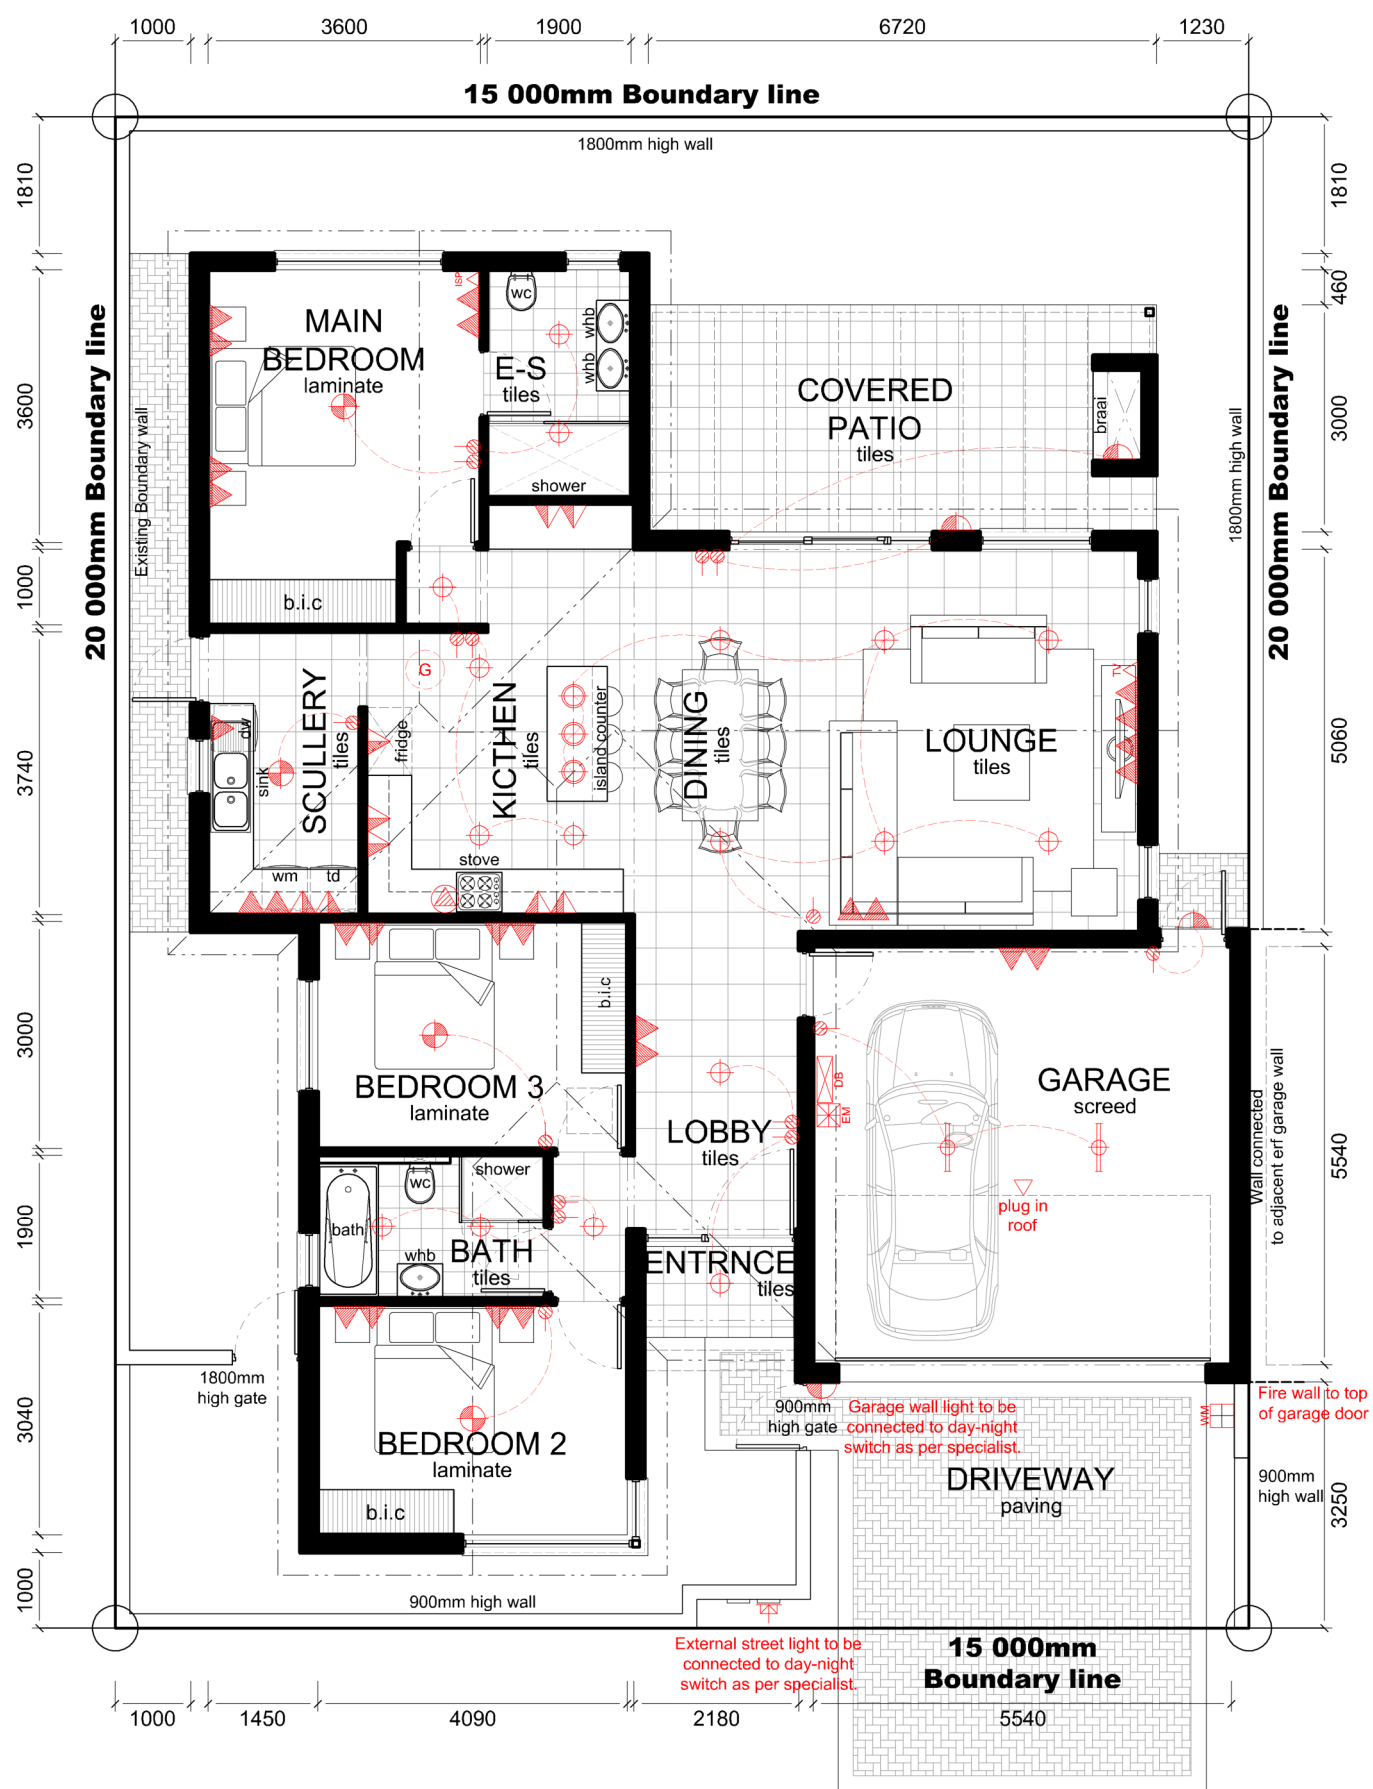 1000
3600
1900
6720
1230
15 000mm Boundary line
1800mm high wall
1810
1810
460
3600
3000
1000
3740
5060
3000
1900
5540
3040
3250
1000
20 000mm Boundary line
20 000mm Boundary line
Existing Boundary wall
1800mm high wall
MAIN
BEDROOM
laminate
ISP
wc
whb
whb
E-S
tiles
shower
COVERED
PATIO
tiles
braai
b.i.c
G
SCULLERY
tiles
dw
sink
wm
td
fridge
KICTHEN
tiles
island counter
stove
DINING
tiles
LOUNGE
tiles
TV
b.i.c
BEDROOM 3
laminate
LOBBY
tiles
DB
EM
GARAGE
screed
plug in
roof
Wall connected
to adjacent erf garage wall
shower
wc
bath
whb
BATH
tiles
ENTRNCE
tiles
1800mm
high gate
BEDROOM 2
laminate
b.i.c
900mm
high gate
Garage wall light to be
connected to day-night
switch as per specialist.
WM
Fire wall to top
of garage door
DRIVEWAY
paving
900mm
high wall
900mm high wall
External street light to be
connected to day-night
switch as per specialist.
15 000mm
Boundary line
1000
1450
4090
2180
5540